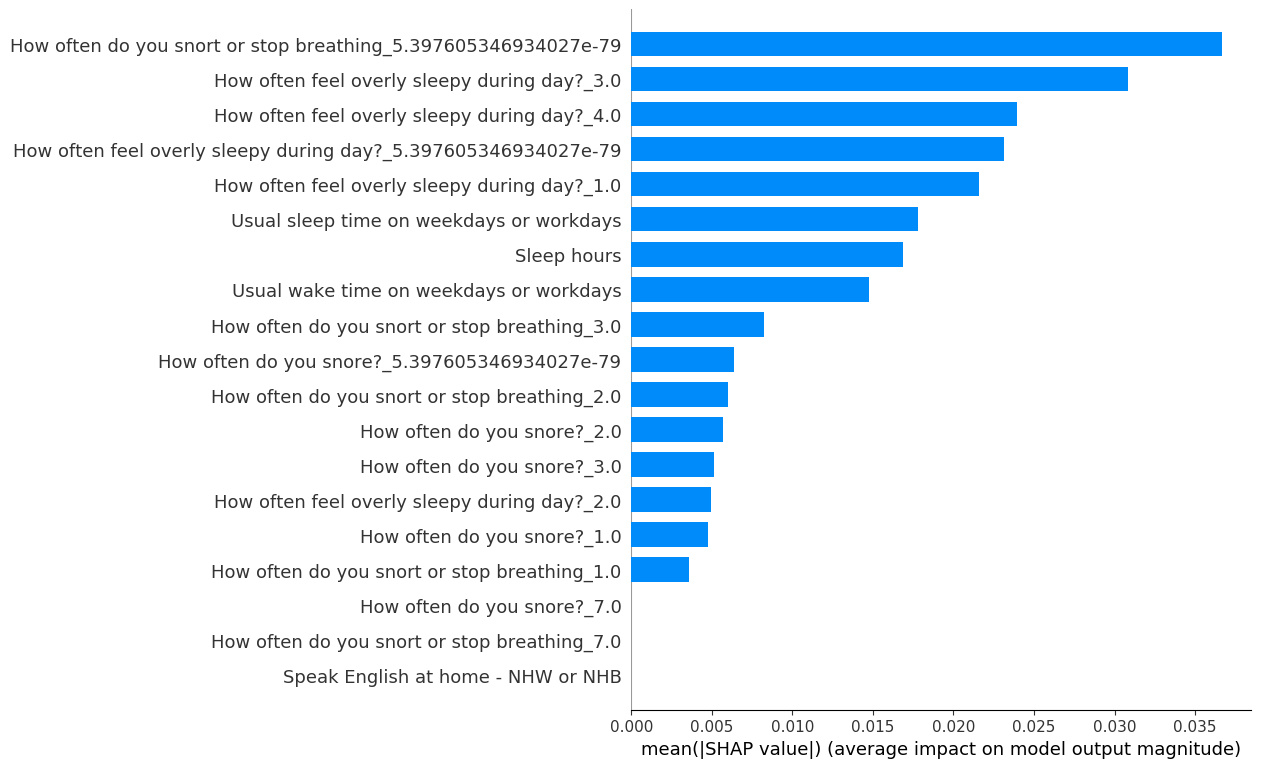 How often do you snort or stop breathing_5.397605346934027e-79
How often feel overly sleepy during day?_3.0
How often feel overly sleepy during day?_4.0
How often feel overly sleepy during day?_5.397605346934027e-79
How often feel overly sleepy during day?_1.0
Usual sleep time on weekdays or workdays
Sleep hours
Usual wake time on weekdays or workdays
How often do you snort or stop breathing_3.0
How often do you snore?_5.397605346934027e-79
How often do you snort or stop breathing_2.0
How often do you snore?_2.0
How often do you snore?_3.0
How often feel overly sleepy during day?_2.0
How often do you snore?_1.0
How often do you snort or stop breathing_1.0
How often do you snore?_7.0
How often do you snort or stop breathing_7.0
Speak English at home - NHW or NHB
0.000 0.005 0.010 0.015 0.020 0.025 0.030 0.035
mean(|SHAP value|) (average impact on model output magnitude)